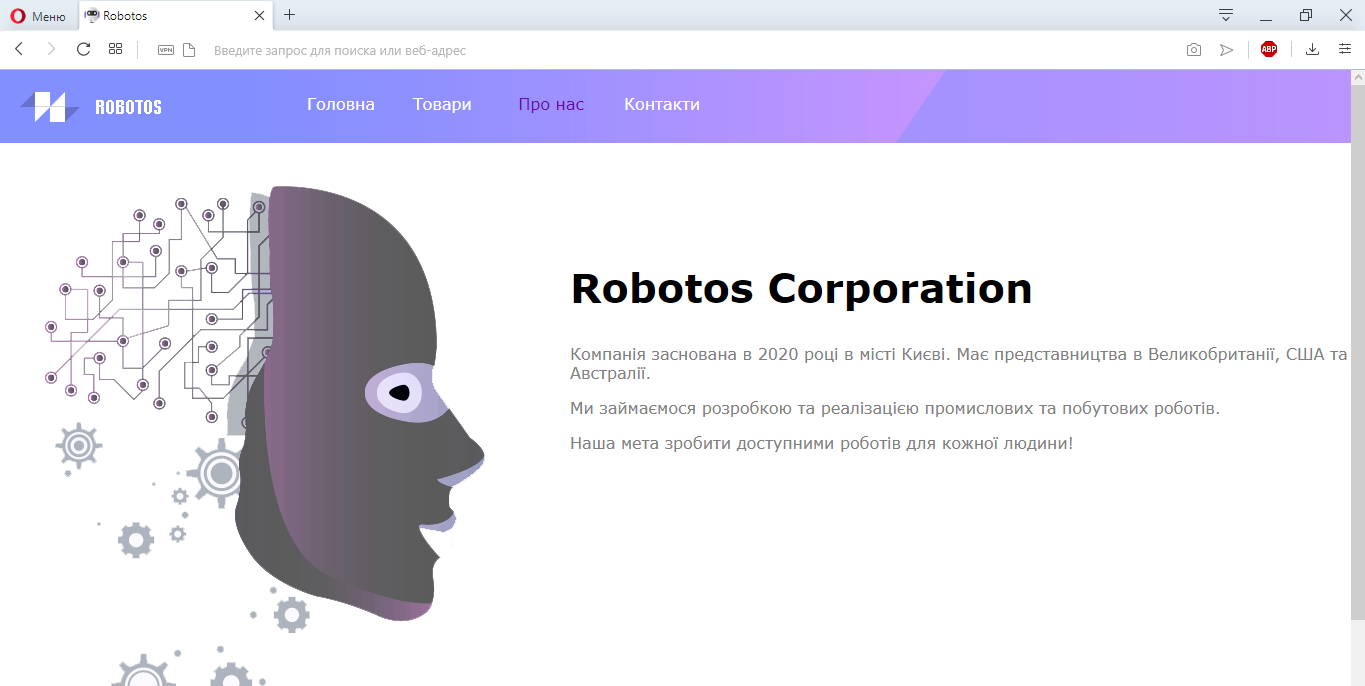 Меню
Robotos
VPN
Введите запрос для поиска или веб-адрес
ABP
ROBOTOS
Головна
Товари
Про нас
Контакти
Robotos Corporation
Компанія заснована в 2020 році в місті Києві. Має представництва в Великобританії, США та
Австралії.
Ми займаємося розробкою та реалізацією промислових та побутових роботів.
Наша мета зробити доступними роботів для кожної людини!